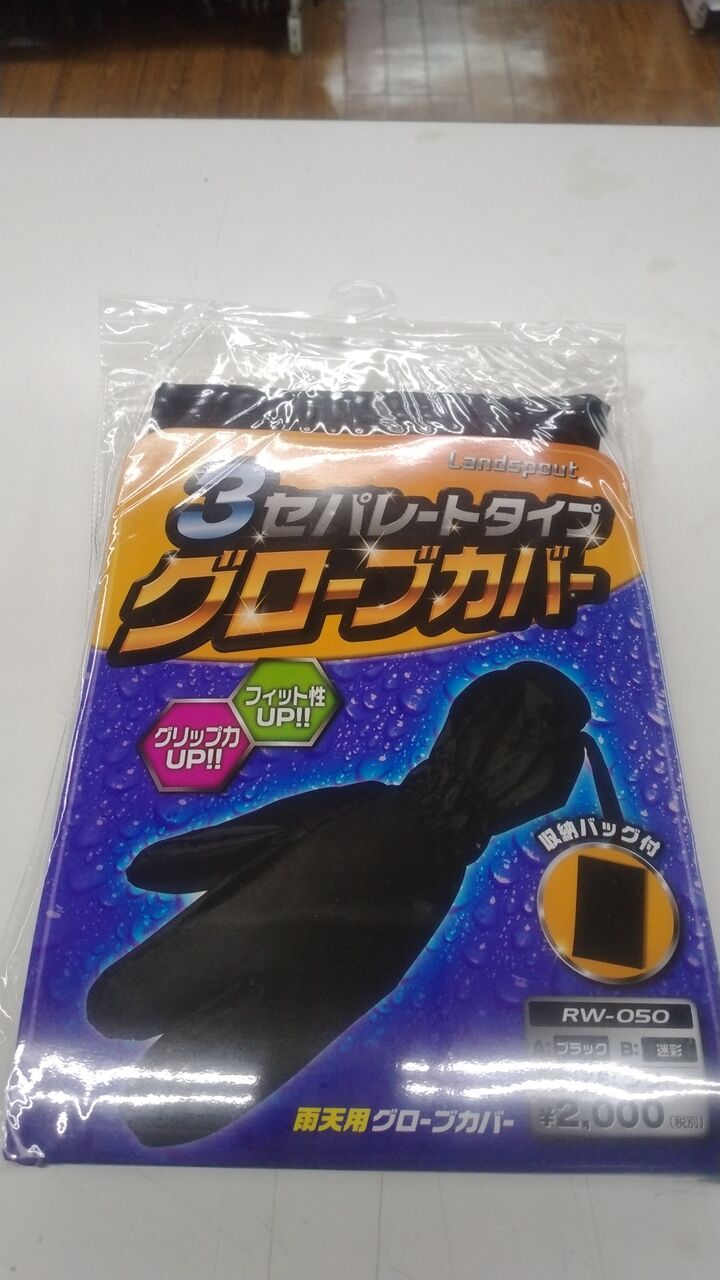 Landspout
3セパレートタイプ
グローブカバー
フィット性
UP!!
グリップ力
UP!!
収納バッグ付
RW-050
A:ブラック B:迷彩
¥2,000(税別)
雨天用グローブカバー